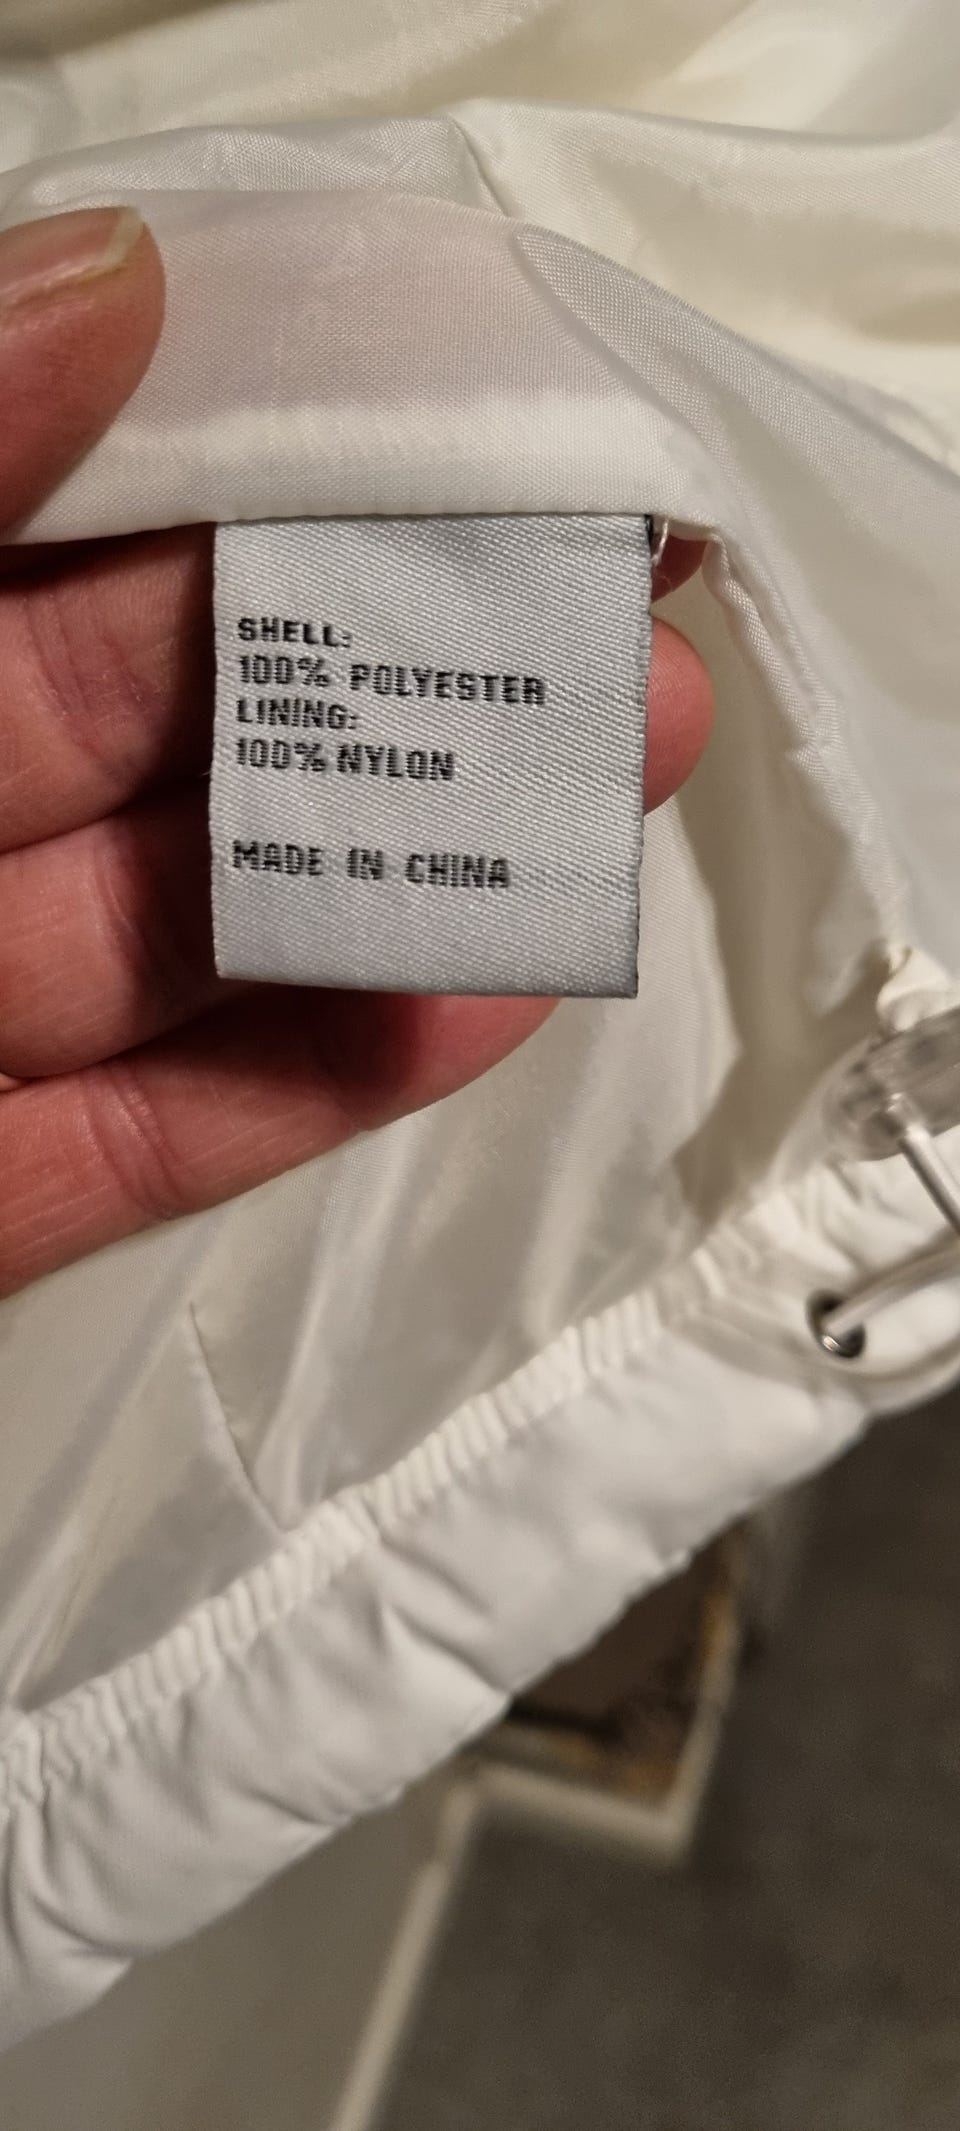 SHELL:
100% POLYESTER
LINING:
100% NYLON
MADE IN CHINA